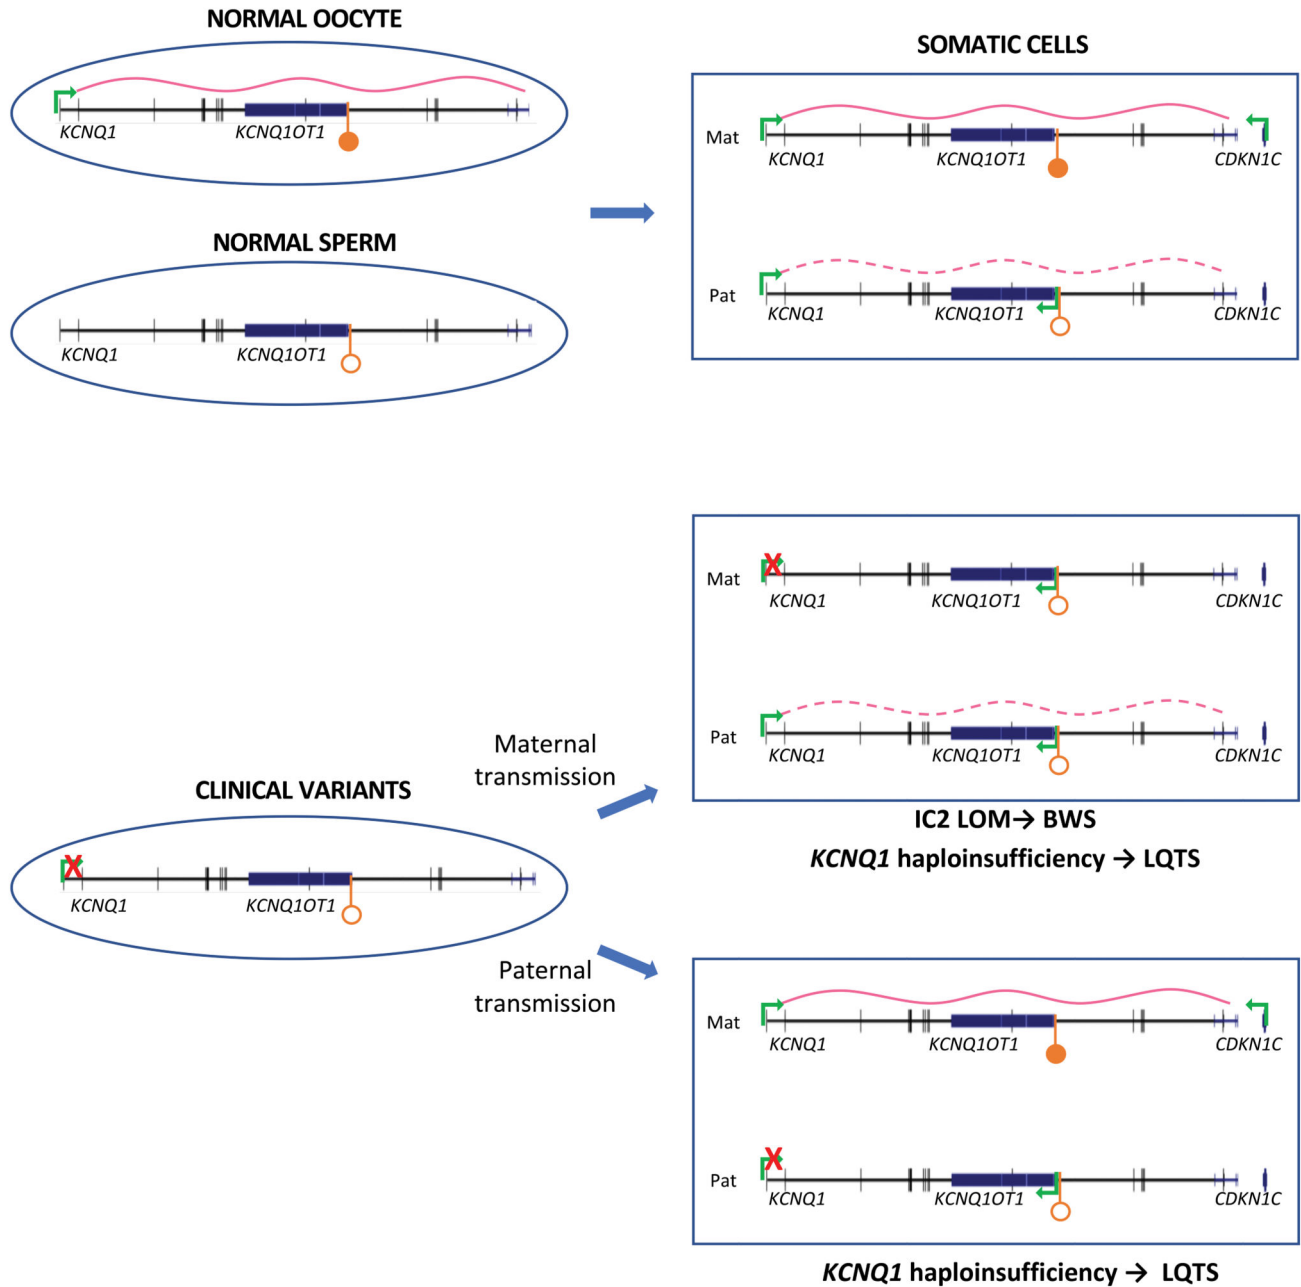 NORMAL OOCYTE
KCNQ1
KCNQ1OT1
NORMAL SPERM
KCNQ1
KCNQ1OT1
SOMATIC CELLS
Mat
KCNQ1
KCNQ1OT1
CDKN1C
Pat
KCNQ1
KCNQ1OT1
CDKN1C
CLINICAL VARIANTS
X
KCNQ1
KCNQ1OT1
Maternal
transmission
X
Mat
KCNQ1
KCNQ1OT1
CDKN1C
Pat
KCNQ1
KCNQ1OT1
CDKN1C
IC2 LOM→ BWS
KCNQ1 haploinsufficiency → LQTS
Paternal
transmission
Mat
KCNQ1
KCNQ1OT1
CDKN1C
X
Pat
KCNQ1
KCNQ1OT1
CDKN1C
KCNQ1 haploinsufficiency → LQTS